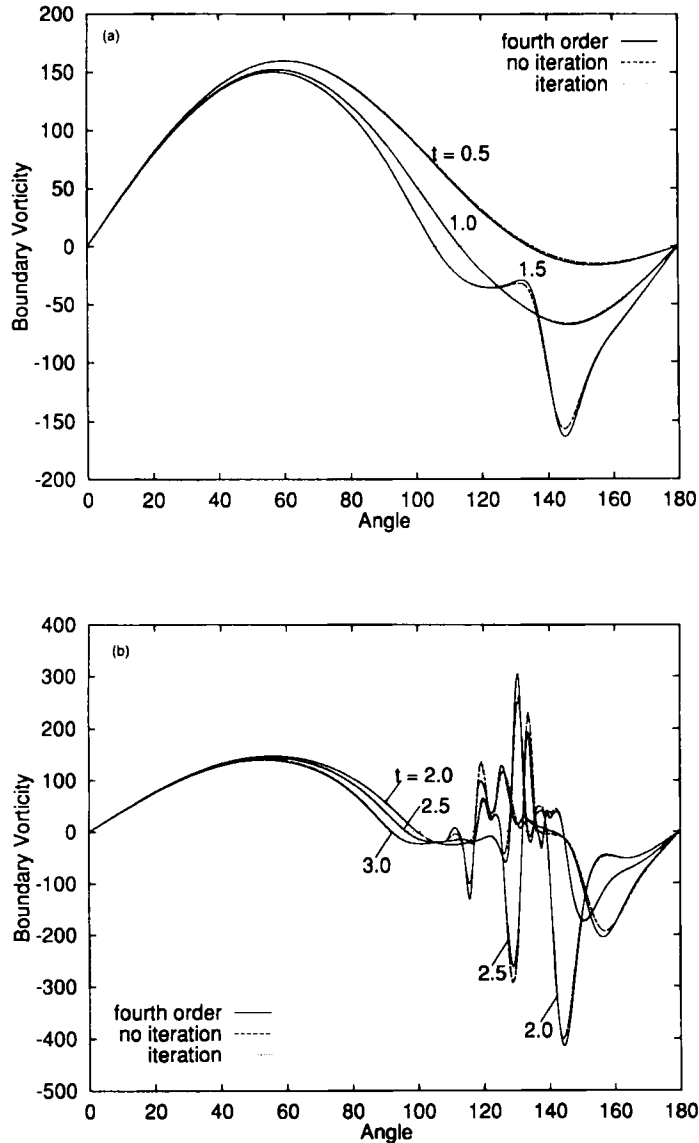 (a)
200
150
100
50
0
-50
-100
-150
-200
Boundary Vorticity
fourth order
no iteration
iteration
t = 0.5
1.0
1.5
0 20 40 60 80 100 120 140 160 180
Angle
(b)
400
300
200
100
0
-100
-200
-300
-400
-500
Boundary Vorticity
t = 2.0
2.5
3.0
2.5
2.0
fourth order
no iteration
iteration
0 20 40 60 80 100 120 140 160 180
Angle